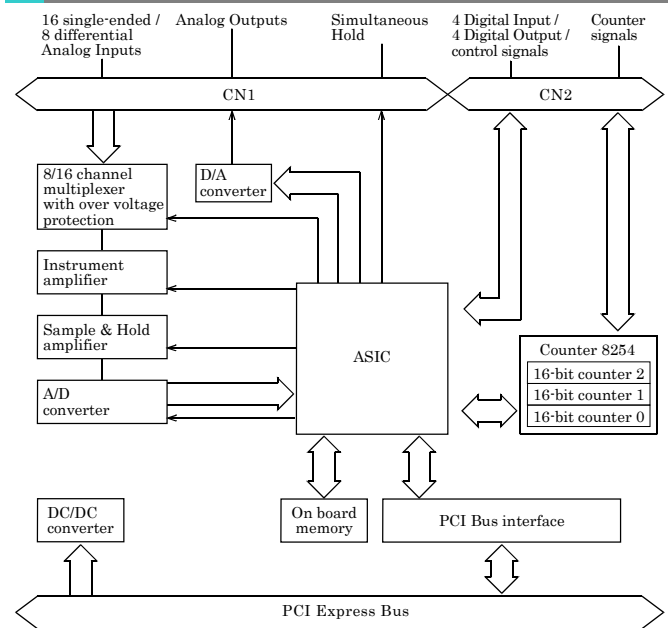 16 single-ended /
8 differential
Analog Inputs
Analog Outputs
Simultaneous
Hold
4 Digital Input /
4 Digital Output /
control signals
Counter
signals
CN1
CN2
8/16 channel
multiplexer
with over voltage
protection
D/A
converter
Instrument
amplifier
Sample & Hold
amplifier
A/D
converter
ASIC
Counter 8254
16-bit counter 2
16-bit counter 1
16-bit counter 0
DC/DC
converter
On board
memory
PCI Bus interface
PCI Express Bus